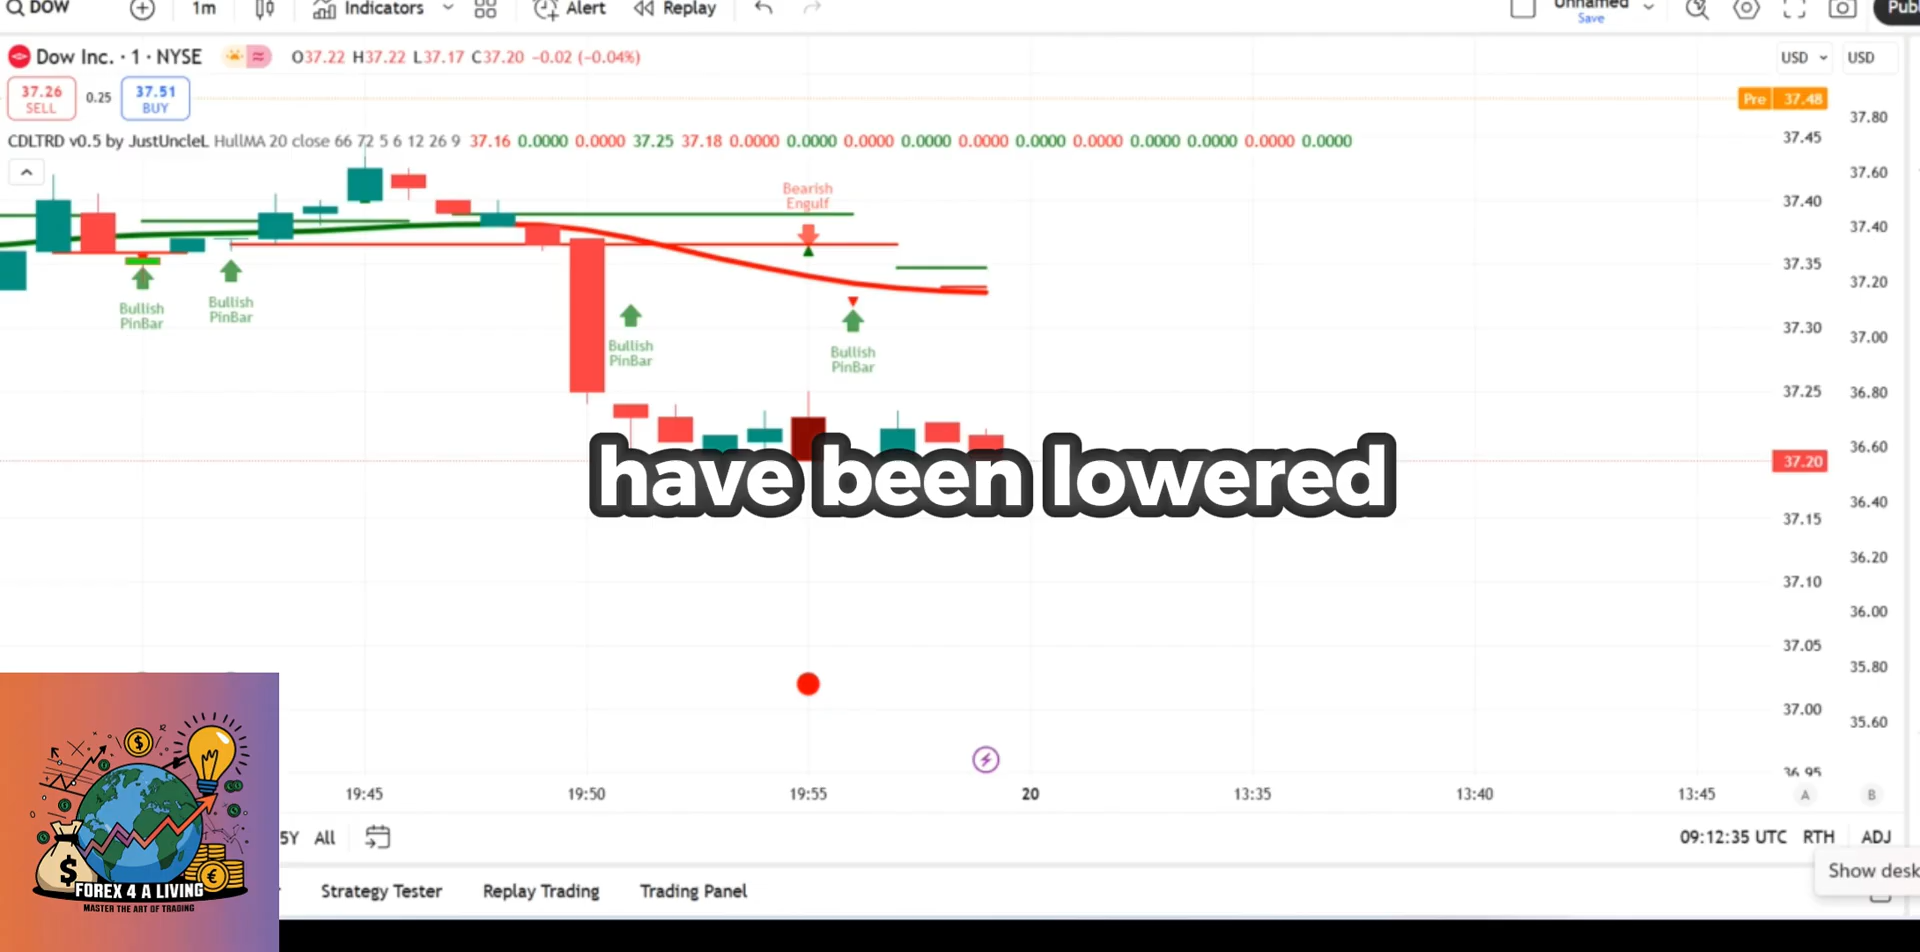 DOW
1m
Indicators
Alert
Replay
Unnamed
Save
Dow Inc. · 1 · NYSE
O37.22 H37.22 L37.17 C37.20 -0.02 (-0.04%)
USD
USD
37.26
SELL
0.25
37.51
BUY
Pre 37.48
CDLTRD v0.5 by JustUncleL HullMA 20 close 66 72 5 6 12 26 9 37.16 0.0000 0.0000 37.25 37.18 0.0000 0.0000 0.0000 0.0000 0.0000 0.0000 0.0000 0.0000 0.0000 0.0000 0.0000
Bearish
Engulf
Bullish
PinBar
Bullish
PinBar
Bullish
PinBar
Bullish
PinBar
have been lowered
37.45
37.40
37.35
37.30
37.25
37.20
37.15
37.10
37.05
37.00
36.95
37.80
37.60
37.40
37.20
37.00
36.80
36.60
36.40
36.20
36.00
35.80
35.60
19:45
19:50
19:55
20
13:35
13:40
13:45
A
B
5Y
All
09:12:35 UTC
RTH
ADJ
Show desk
Strategy Tester
Replay Trading
Trading Panel
FOREX 4 A LIVING
MASTER THE ART OF TRADING